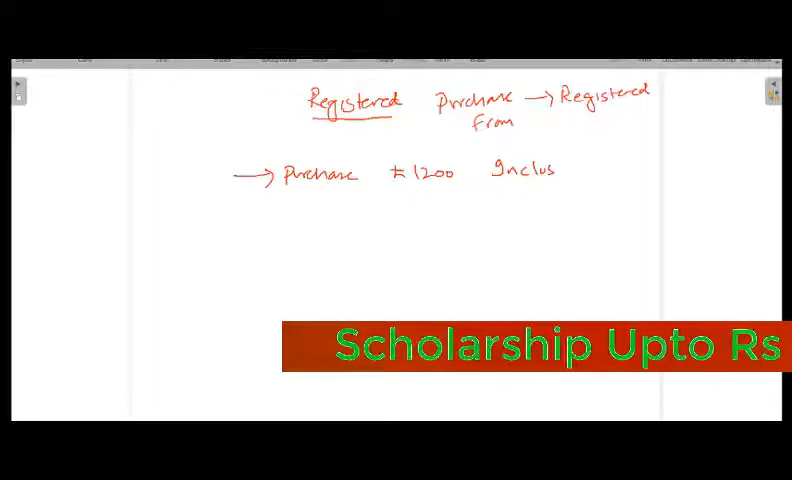 Registered Purchase → Registered
From
→ Purchase ₹1200 Inclus
Scholarship Upto Rs